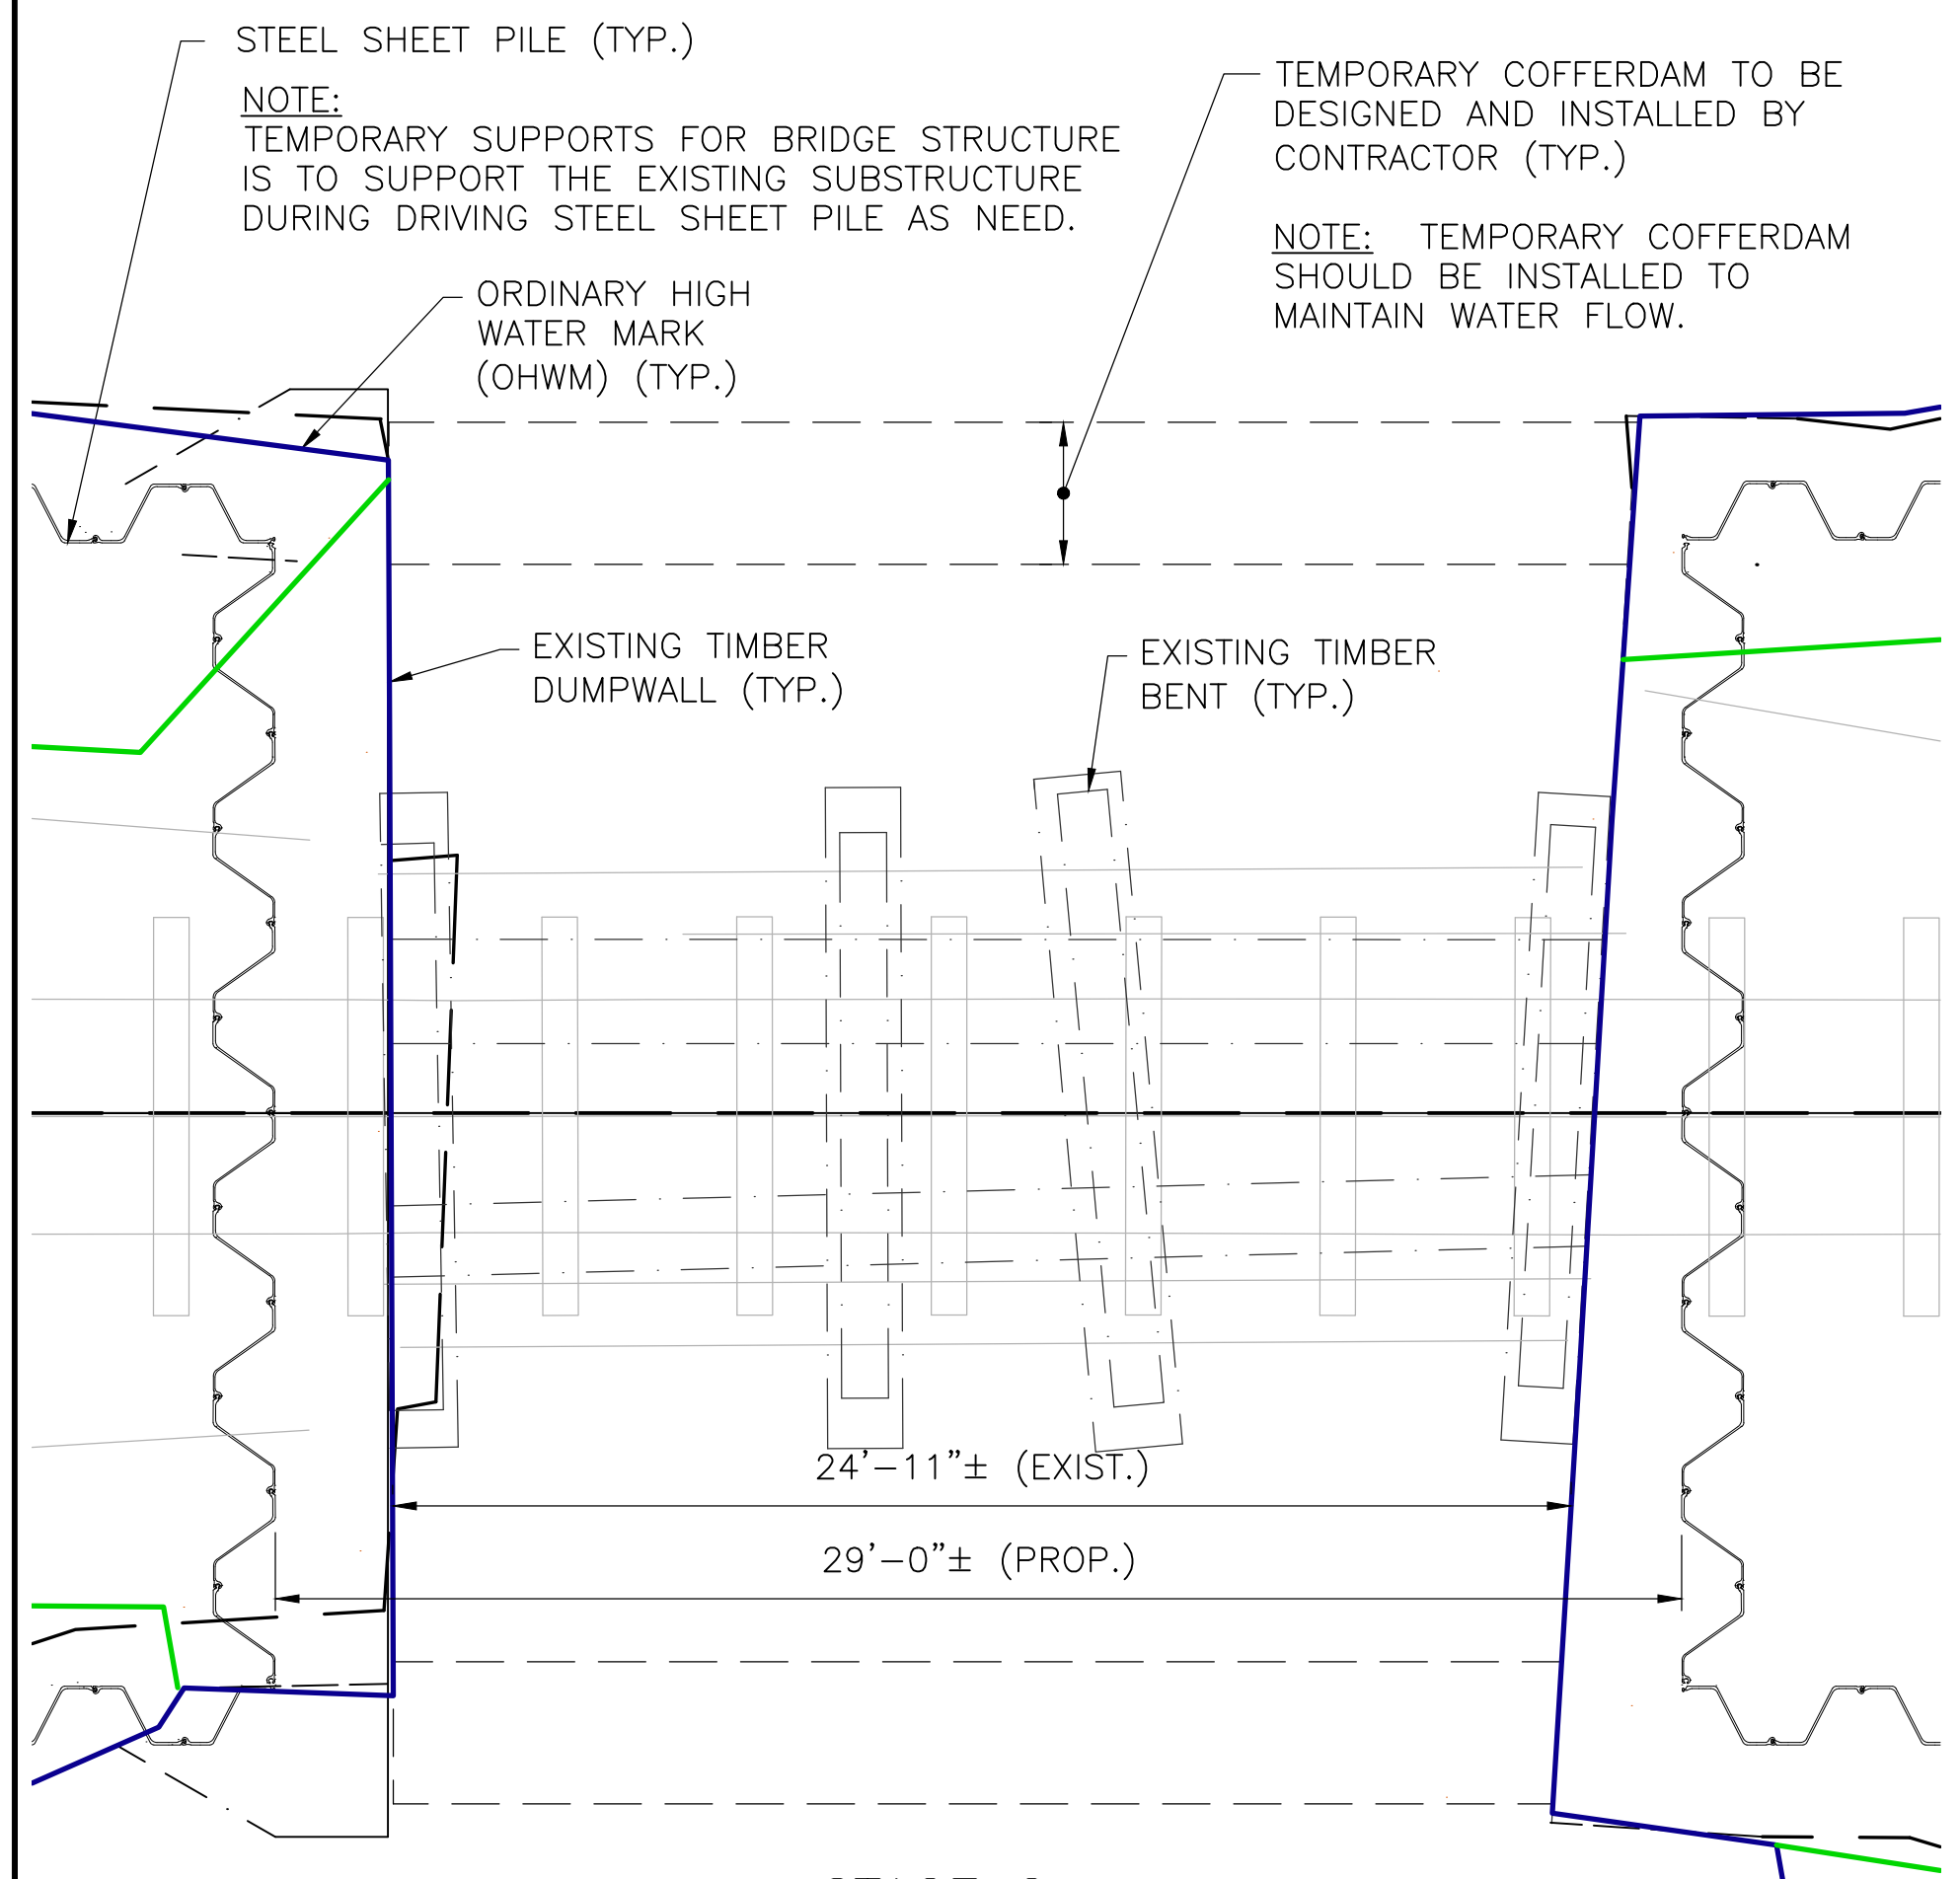 STEEL SHEET PILE (TYP.)
NOTE:
TEMPORARY SUPPORTS FOR BRIDGE STRUCTURE
IS TO SUPPORT THE EXISTING SUBSTRUCTURE
DURING DRIVING STEEL SHEET PILE AS NEED.
TEMPORARY COFFERDAM TO BE
DESIGNED AND INSTALLED BY
CONTRACTOR (TYP.)
NOTE: TEMPORARY COFFERDAM
SHOULD BE INSTALLED TO
MAINTAIN WATER FLOW.
ORDINARY HIGH
WATER MARK
(OHWM) (TYP.)
EXISTING TIMBER
DUMPWALL (TYP.)
EXISTING TIMBER
BENT (TYP.)
24'-11"± (EXIST.)
29'-0"± (PROP.)